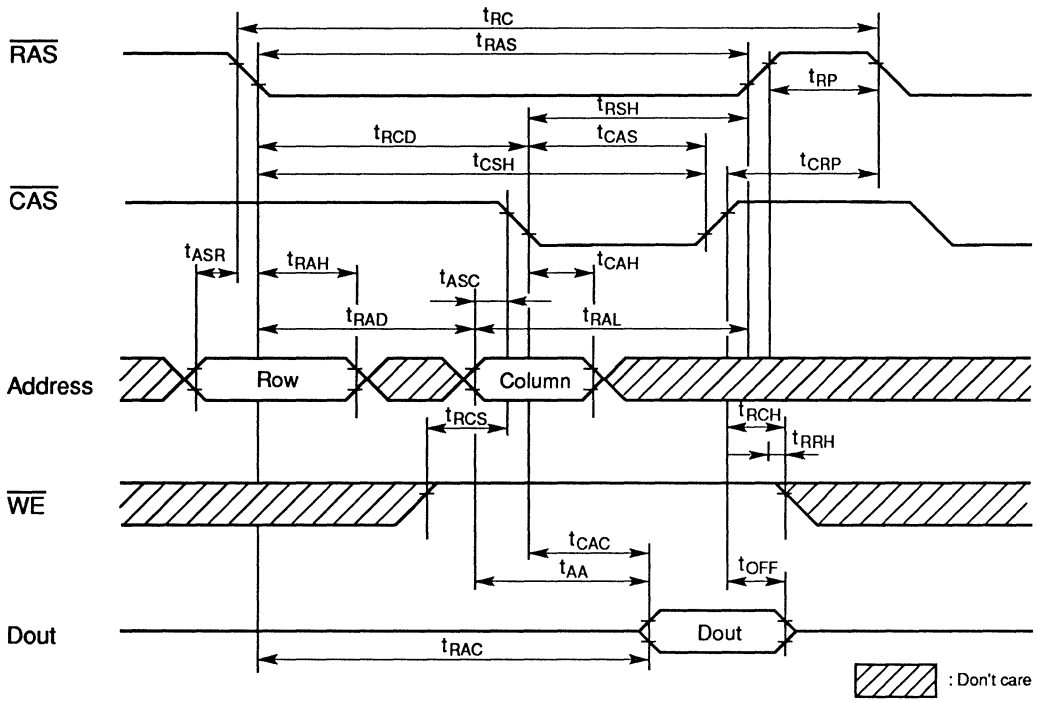 tRC
RAS
tRAS
tRP
tRSH
tRCD
tCAS
tCSH
tCRP
CAS
tASR
tRAH
tASC
tCAH
tRAD
tRAL
Address
Row
Column
tRCS
tRCH
tRRH
WE
tCAC
tAA
tOFF
Dout
Dout
tRAC
: Don't care